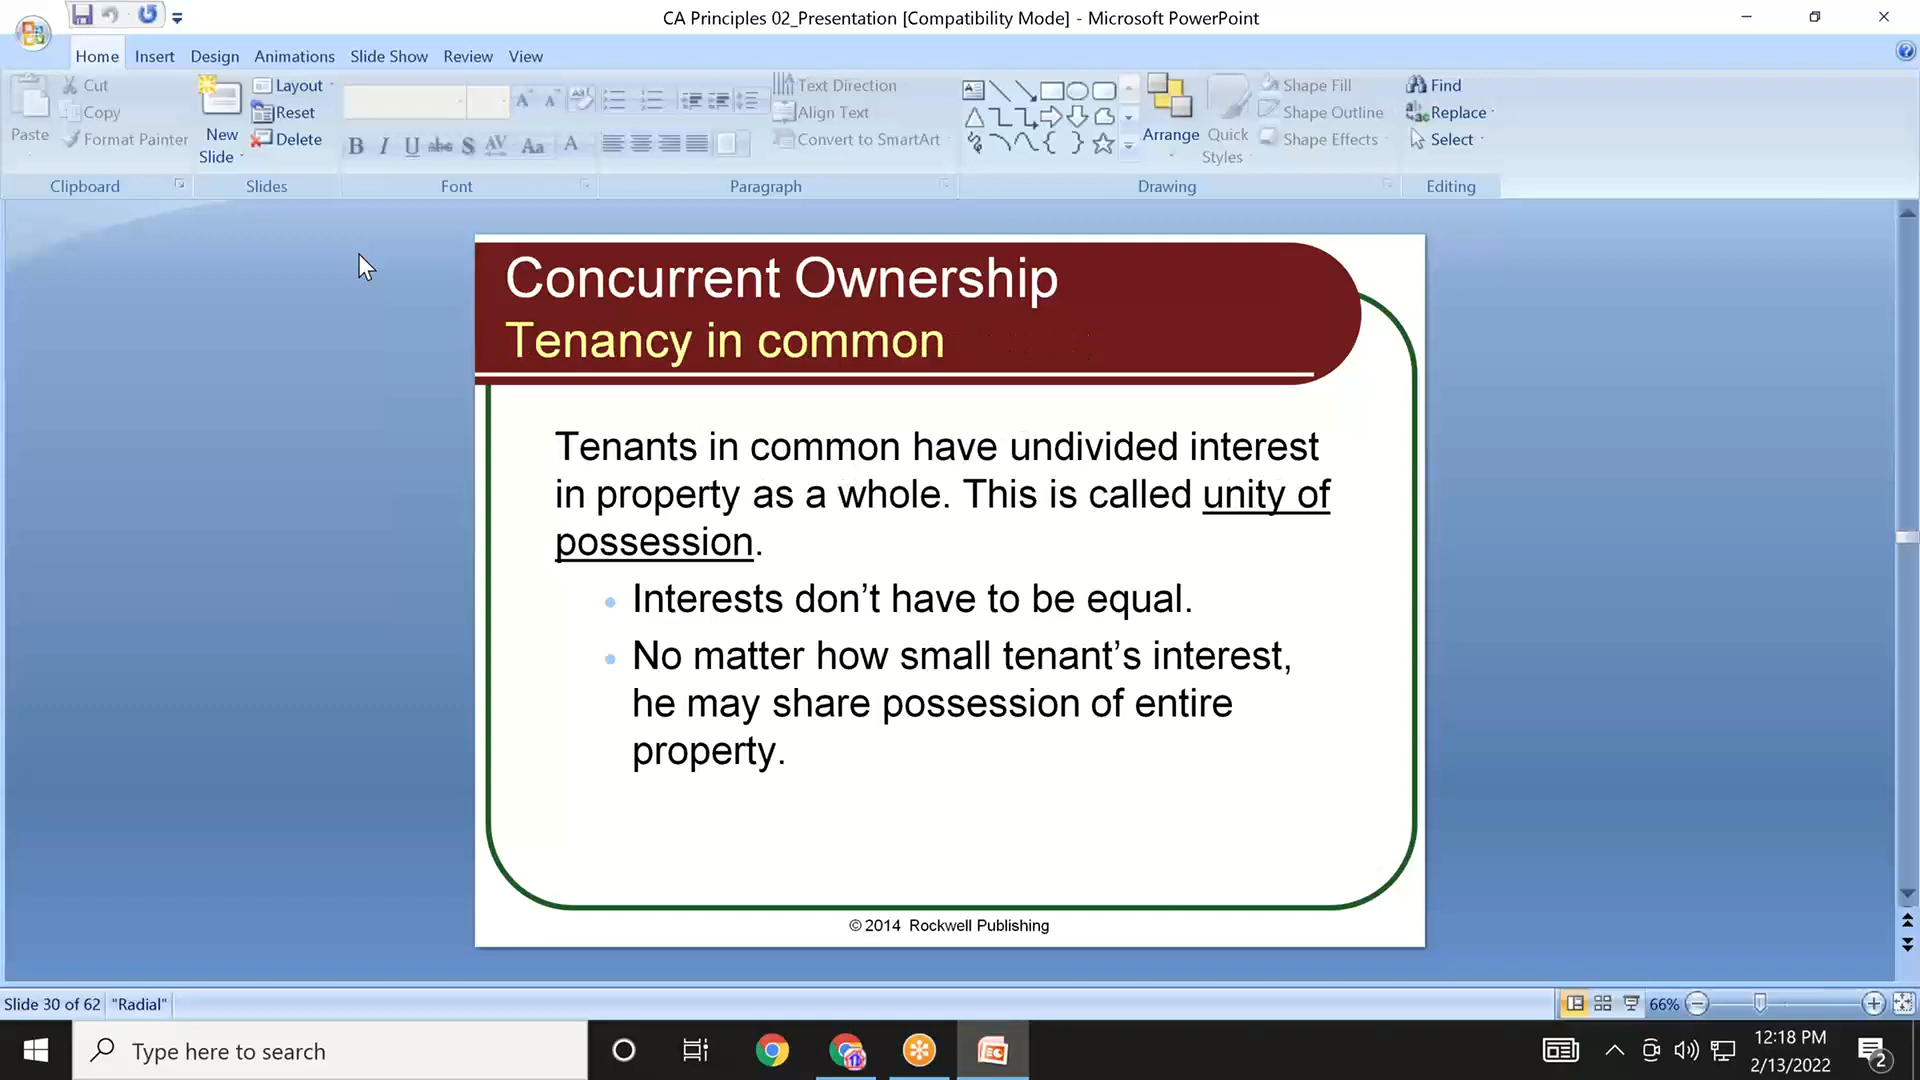 CA Principles 02_Presentation [Compatibility Mode] - Microsoft PowerPoint
Home Insert Design Animations Slide Show Review View
Paste
Cut
Copy
Format Painter
Clipboard
New
Slide
Layout
Reset
Delete
Slides
B I U abc S AV Aa A
Font
Text Direction
Align Text
Convert to SmartArt
Paragraph
Arrange
Quick
Styles
Shape Fill
Shape Outline
Shape Effects
Drawing
Find
Replace
Select
Editing
Concurrent Ownership
Tenancy in common
Tenants in common have undivided interest
in property as a whole. This is called unity of
possession.
• Interests don’t have to be equal.
• No matter how small tenant’s interest,
he may share possession of entire
property.
© 2014 Rockwell Publishing
Slide 30 of 62 "Radial" 66%
Type here to search
12:18 PM
2/13/2022
2